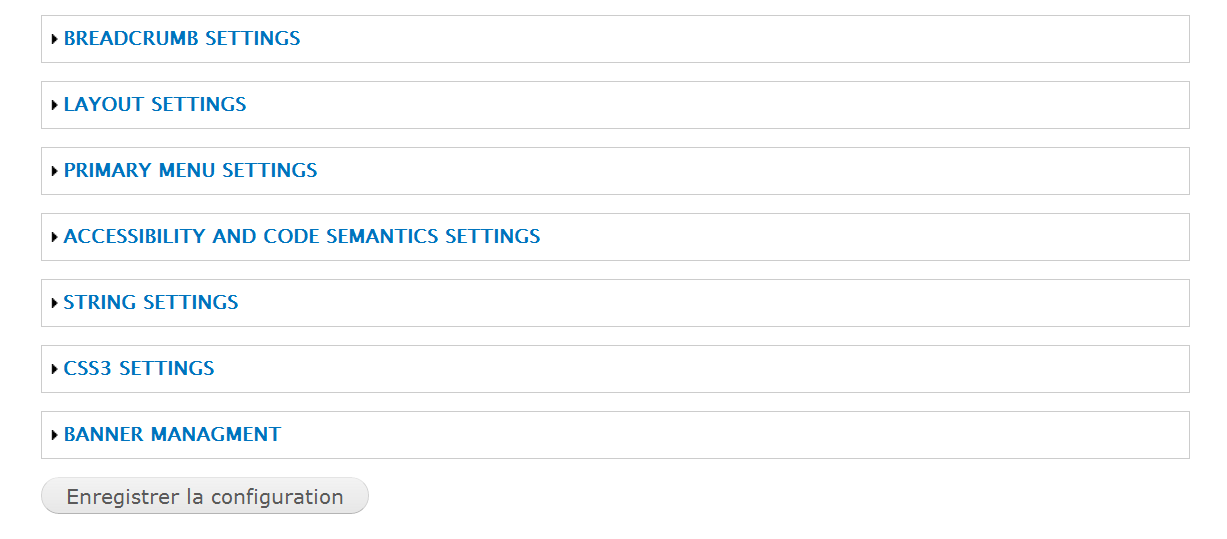 BREADCRUMB SETTINGS
LAYOUT SETTINGS
PRIMARY MENU SETTINGS
ACCESSIBILITY AND CODE SEMANTICS SETTINGS
STRING SETTINGS
CSS3 SETTINGS
BANNER MANAGMENT
Enregistrer la configuration